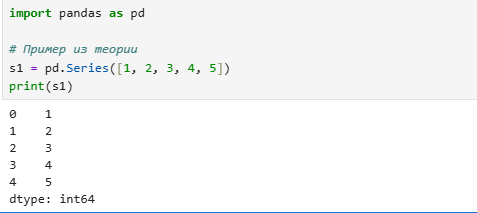 import pandas as pd
# Пример из теории
s1 = pd.Series([1, 2, 3, 4, 5])
print(s1)
0    1
1    2
2    3
3    4
4    5
dtype: int64